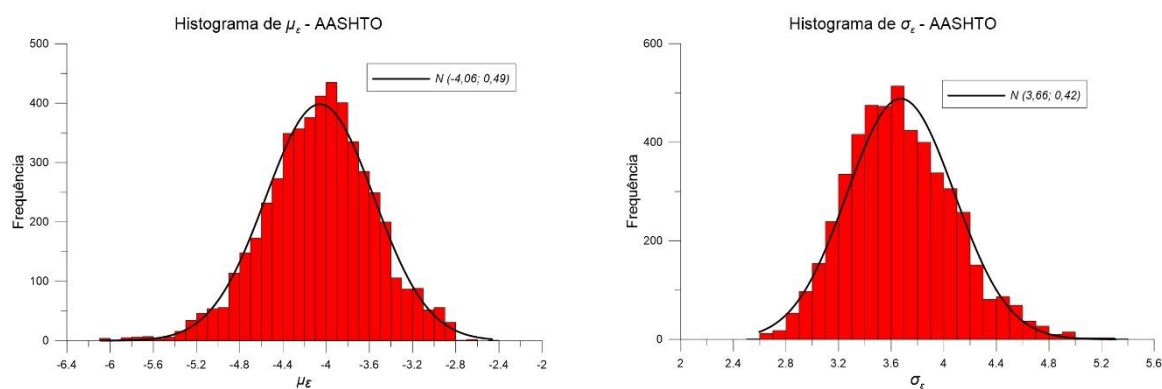 Histograma de με - AASHTO
500
400
300
200
100
0
Frequência
N (-4,06; 0,49)
-6.4 -6 -5.6 -5.2 -4.8 -4.4 -4 -3.6 -3.2 -2.8 -2.4 -2
με
Histograma de σε - AASHTO
600
400
200
0
Frequência
N (3,66; 0,42)
2 2.4 2.8 3.2 3.6 4 4.4 4.8 5.2 5.6
σε